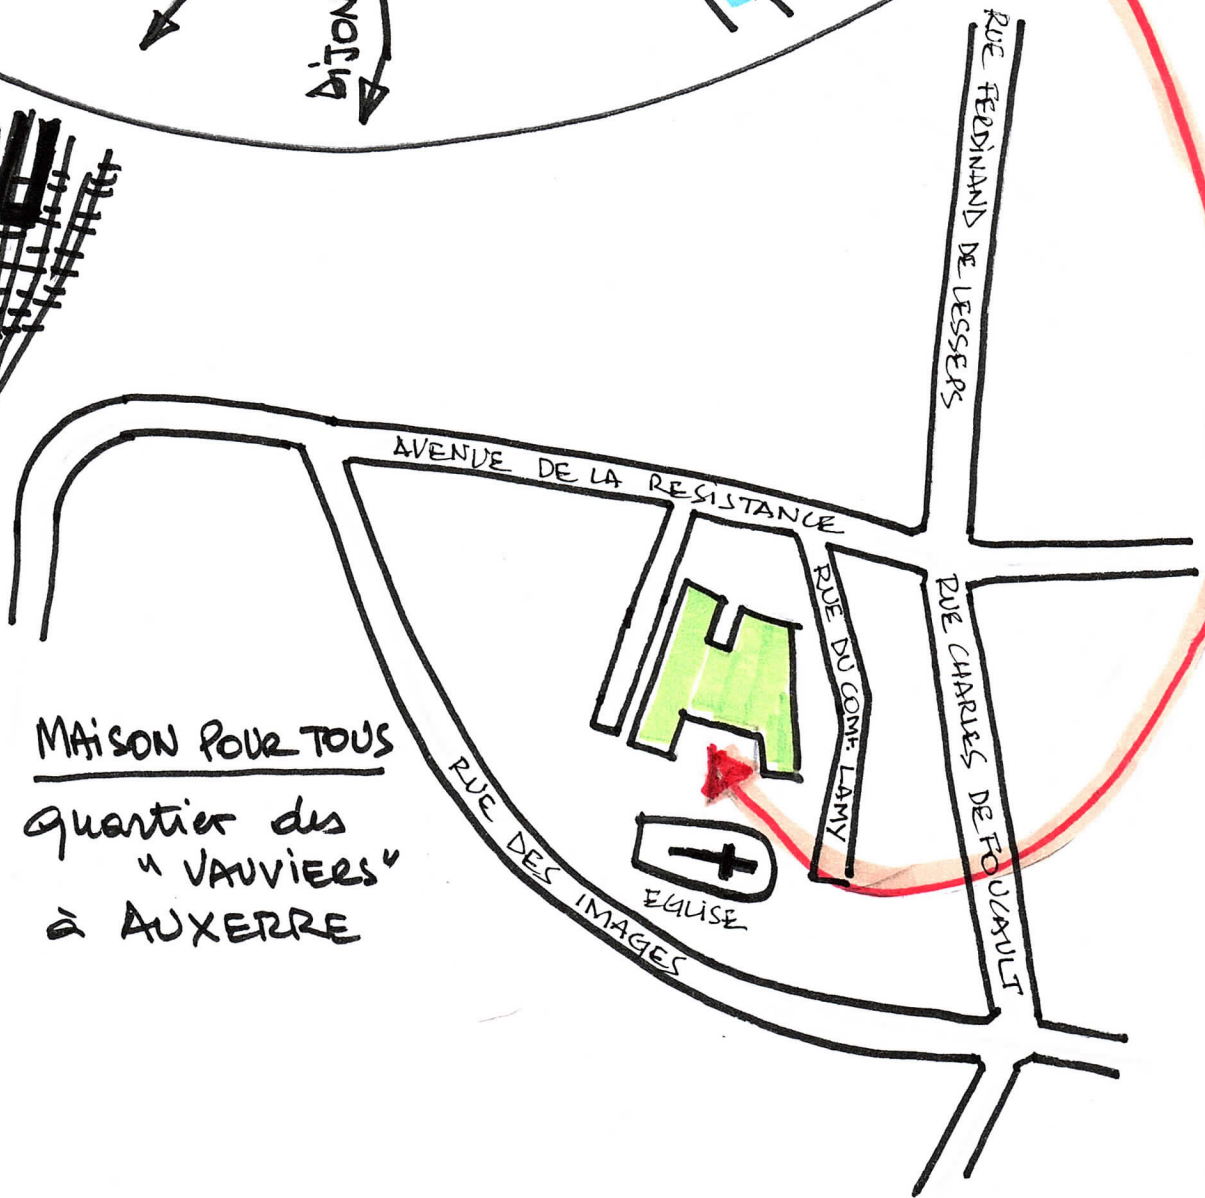 DIJON
RUE FERDINAND DE LESSEPS
AVENUE DE LA RESISTANCE
RUE DU COMt LAMY
RUE CHARLES DE FOUCAULT
MAISON POUR TOUS
quartier des
"VAUVIERS"
à AUXERRE
RUE DES IMAGES
EGLISE